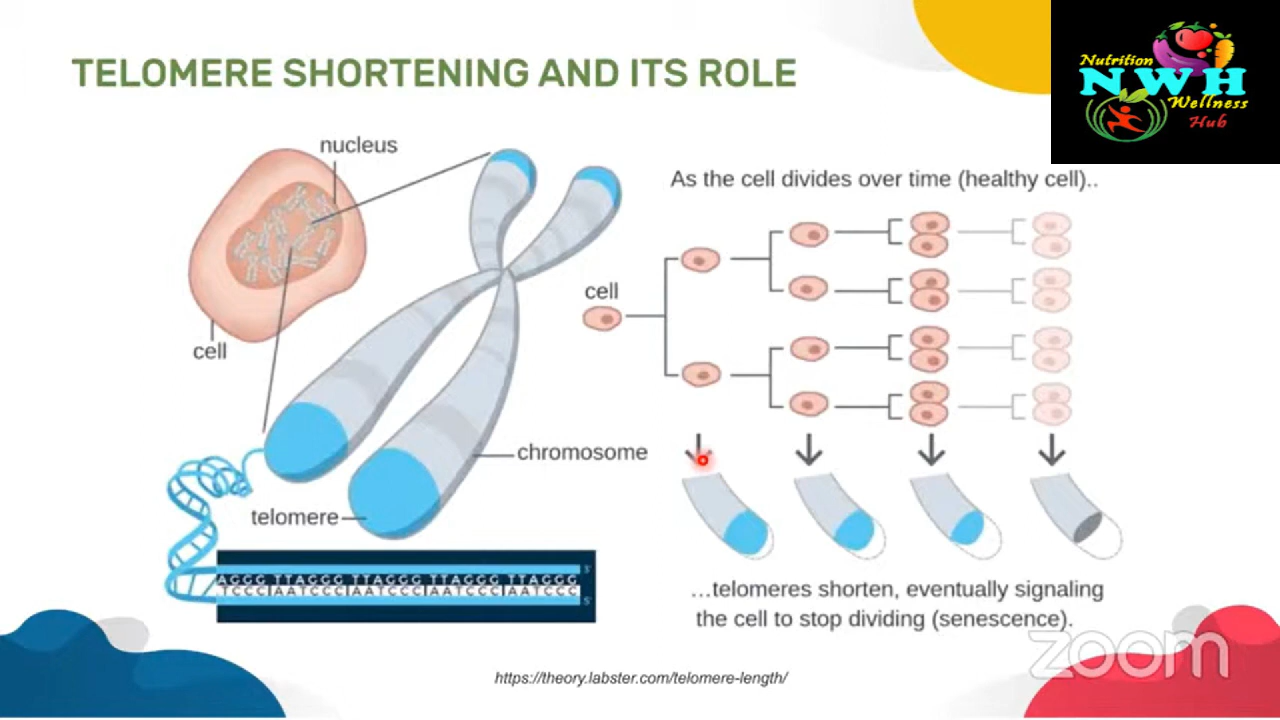 TELOMERE SHORTENING AND ITS ROLE
Nutrition
NWH
Wellness
Hub
nucleus
As the cell divides over time (healthy cell)..
cell
cell
chromosome
telomere
AGGG TTAGGG TTAGGG TTAGGG TTAGGG 3'
TCCC AATCCC AATCCC AATCCC AATCCC 5'
...telomeres shorten, eventually signaling
the cell to stop dividing (senescence).
zoom
https://theory.labster.com/telomere-length/